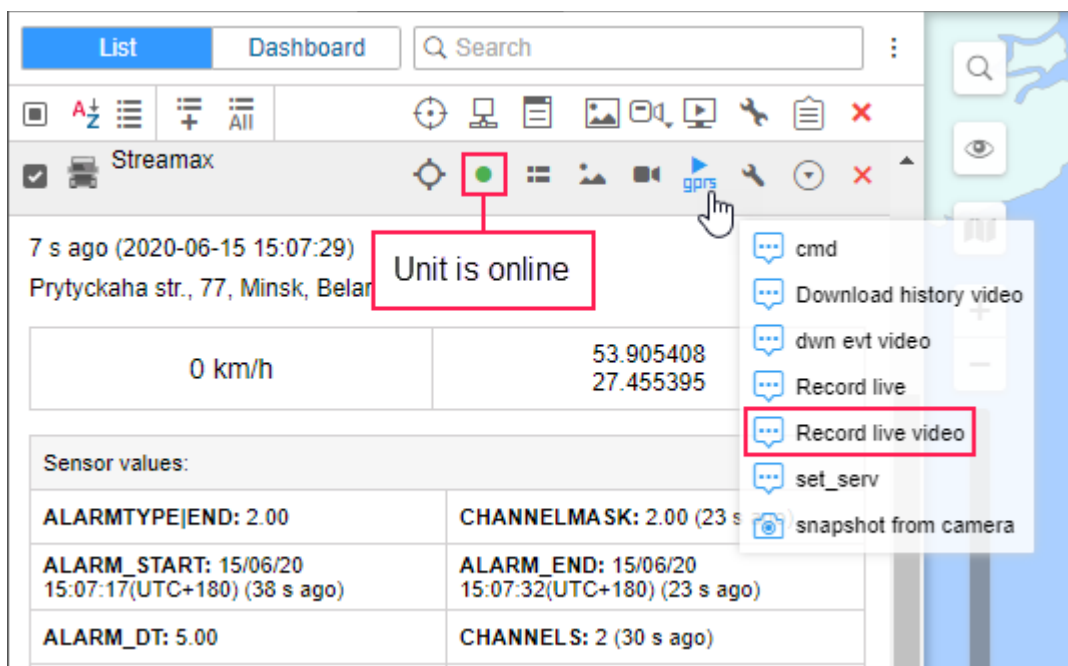 List
Dashboard
Search
A
Z
All
Streamax
gprs
7 s ago (2020-06-15 15:07:29)
Unit is online
Prytyckaha str., 77, Minsk,
0 km/h
53.905408
27.455395
cmd
Download history video
dwn evt video
Record live
Record live video
set_serv
snapshot from camera
Sensor values:
ALARMTYPE|END: 2.00
CHANNELMASK: 2.00 (23 s
ALARM_START: 15/06/20
15:07:17(UTC+180) (38 s ago)
ALARM_END: 15/06/20
15:07:32(UTC+180) (23 s ago)
ALARM_DT: 5.00
CHANNELS: 2 (30 s ago)